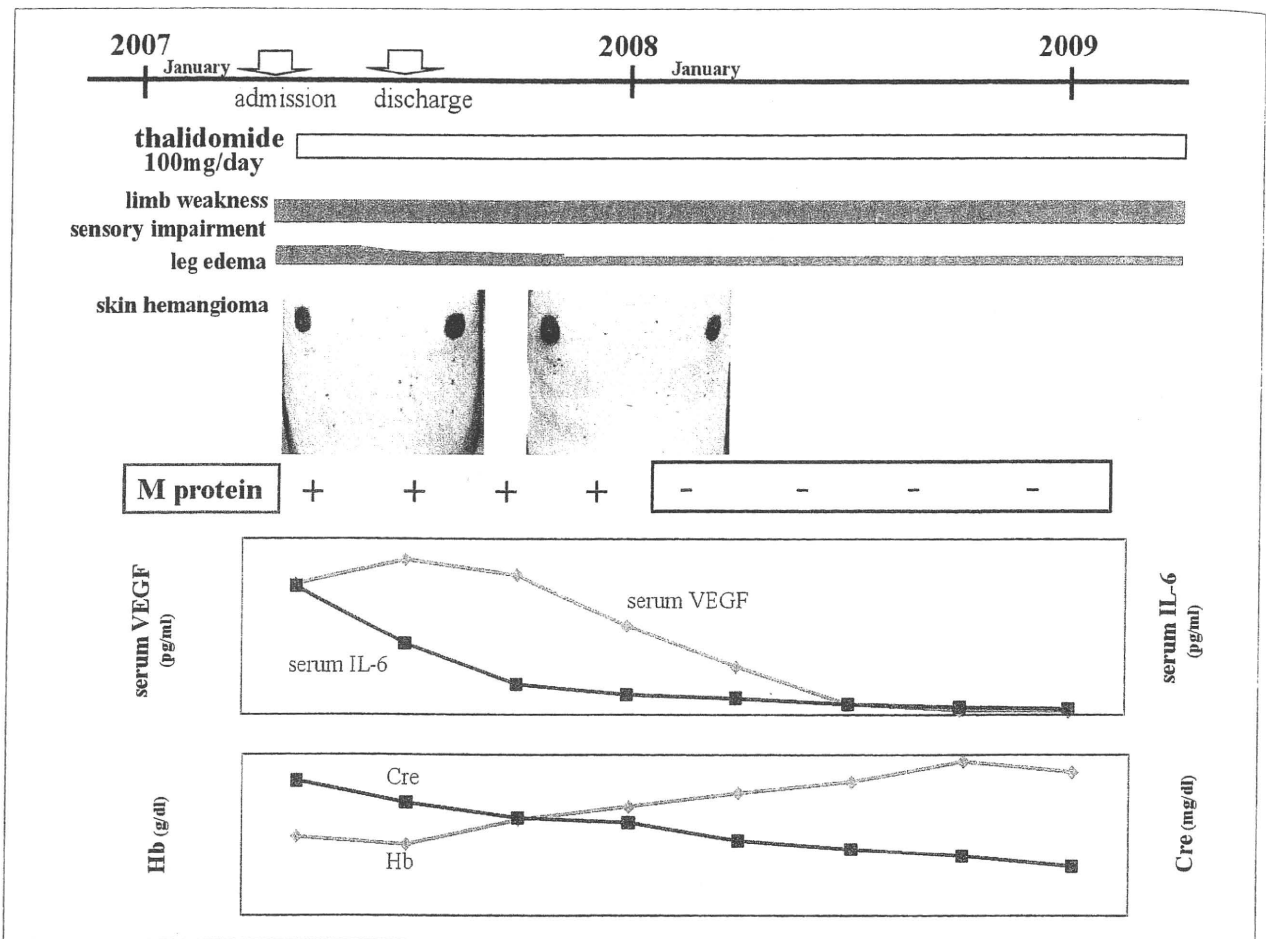 2007
2008
2009
January
January
admission
discharge
thalidomide
100mg/day
limb weakness
sensory impairment
leg edema
skin hemangioma
M protein
+ + + + - - - -
serum VEGF
(pg/ml)
serum VEGF
serum IL-6
serum IL-6
(pg/ml)
Hb (g/dl)
Cre
Hb
Cre (mg/dl)